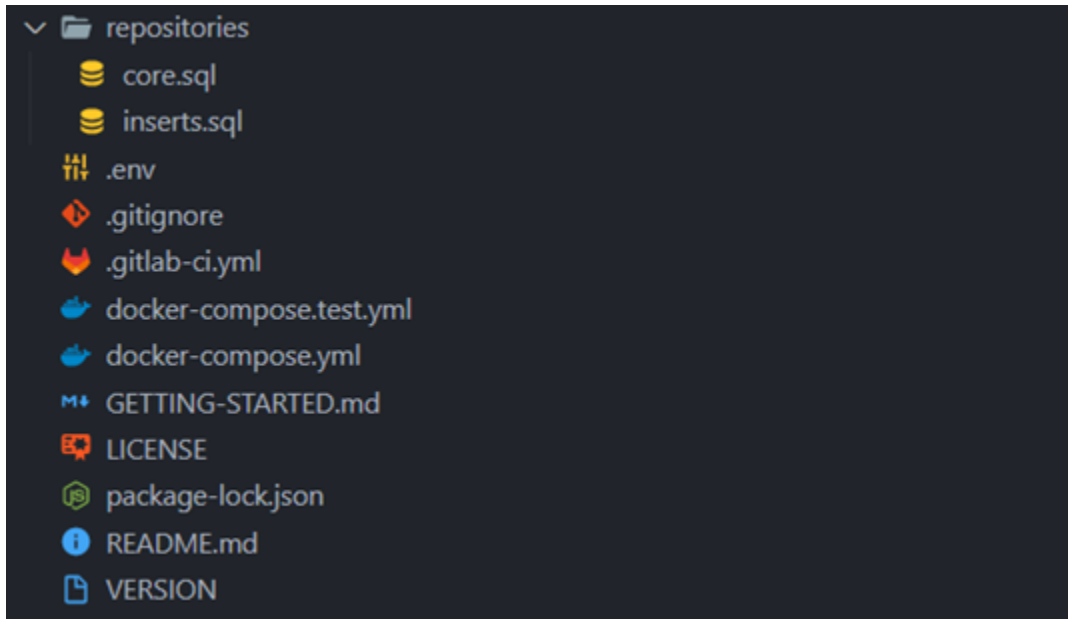 repositories
core.sql
inserts.sql
.env
.gitignore
.gitlab-ci.yml
docker-compose.test.yml
docker-compose.yml
GETTING-STARTED.md
LICENSE
package-lock.json
README.md
VERSION